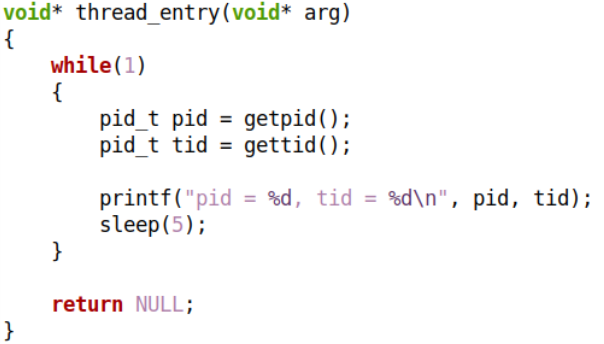 void* thread_entry(void* arg)
{
    while(1)
    {
        pid_t pid = getpid();
        pid_t tid = gettid();

        printf("pid = %d, tid = %d\n", pid, tid);
        sleep(5);
    }

    return NULL;
}